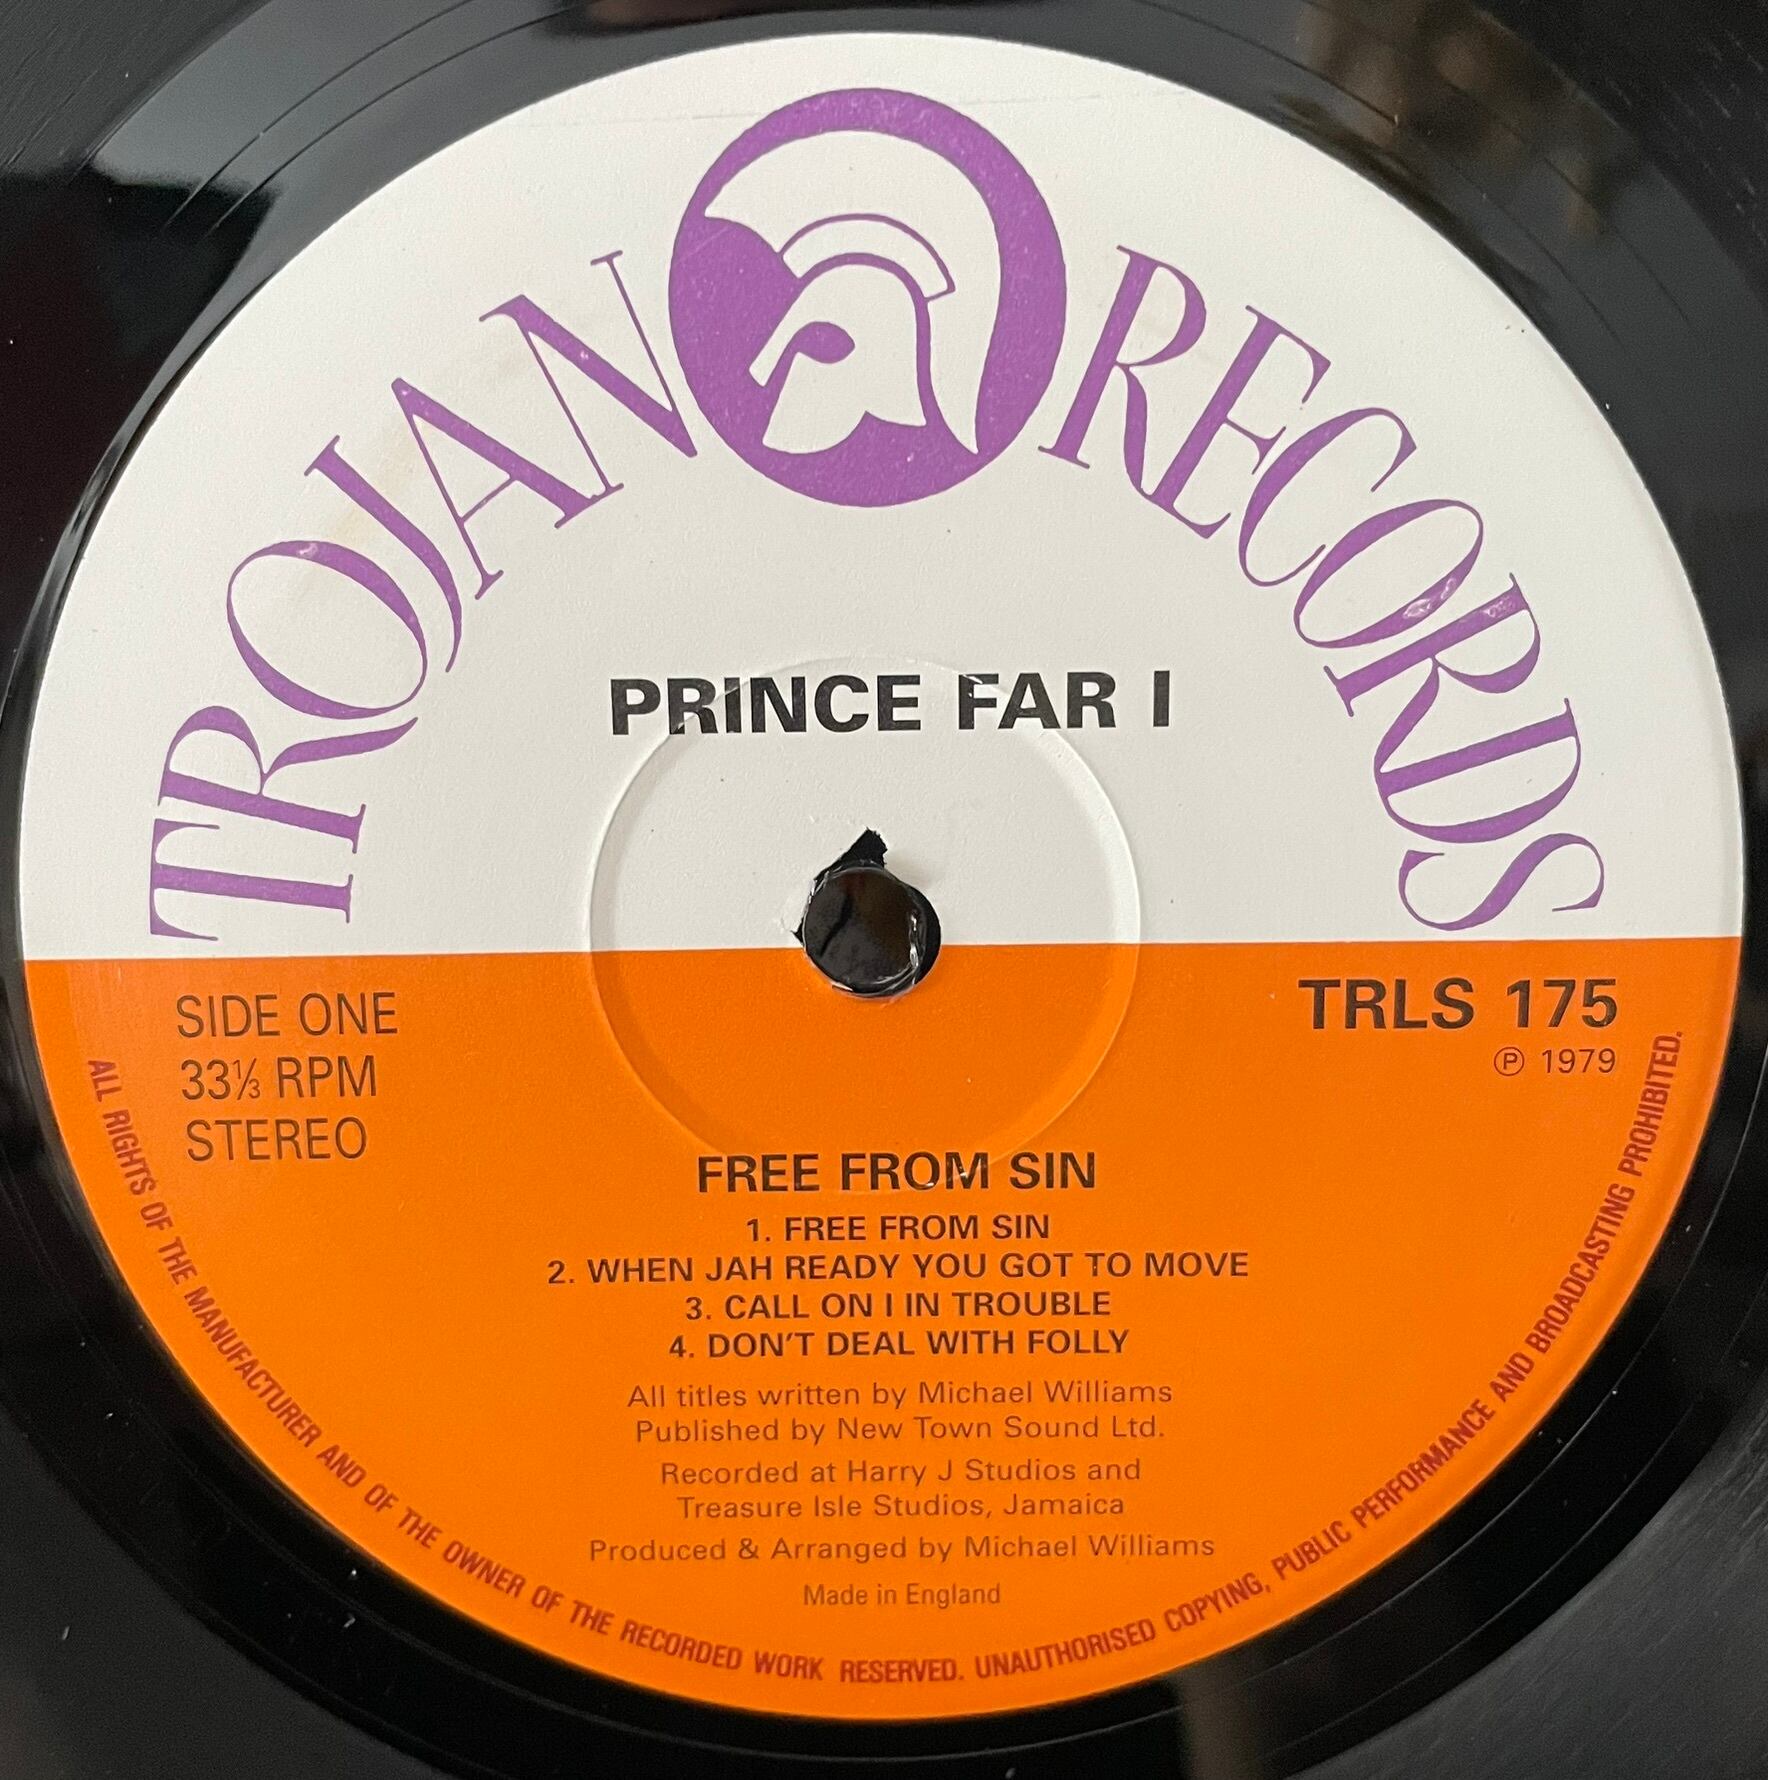 TROJAN RECORDS
PRINCE FAR I
SIDE ONE
33⅓ RPM
STEREO
TRLS 175
℗ 1979
FREE FROM SIN
1. FREE FROM SIN
2. WHEN JAH READY YOU GOT TO MOVE
3. CALL ON I IN TROUBLE
4. DON'T DEAL WITH FOLLY
All titles written by Michael Williams
Published by New Town Sound Ltd.
Recorded at Harry J Studios and
Treasure Isle Studios, Jamaica
Produced & Arranged by Michael Williams
Made in England
ALL RIGHTS OF THE MANUFACTURER AND OF THE OWNER OF THE RECORDED WORK RESERVED. UNAUTHORISED COPYING, PUBLIC PERFORMANCE AND BROADCASTING PROHIBITED.